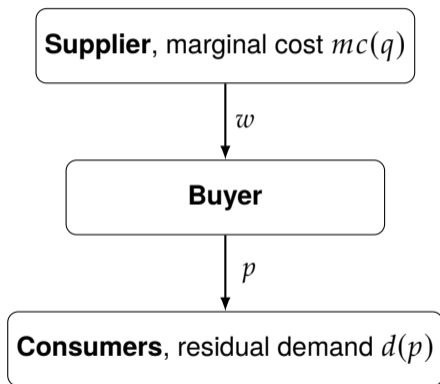 Supplier, marginal cost mc(q)
w
Buyer
p
Consumers, residual demand d(p)